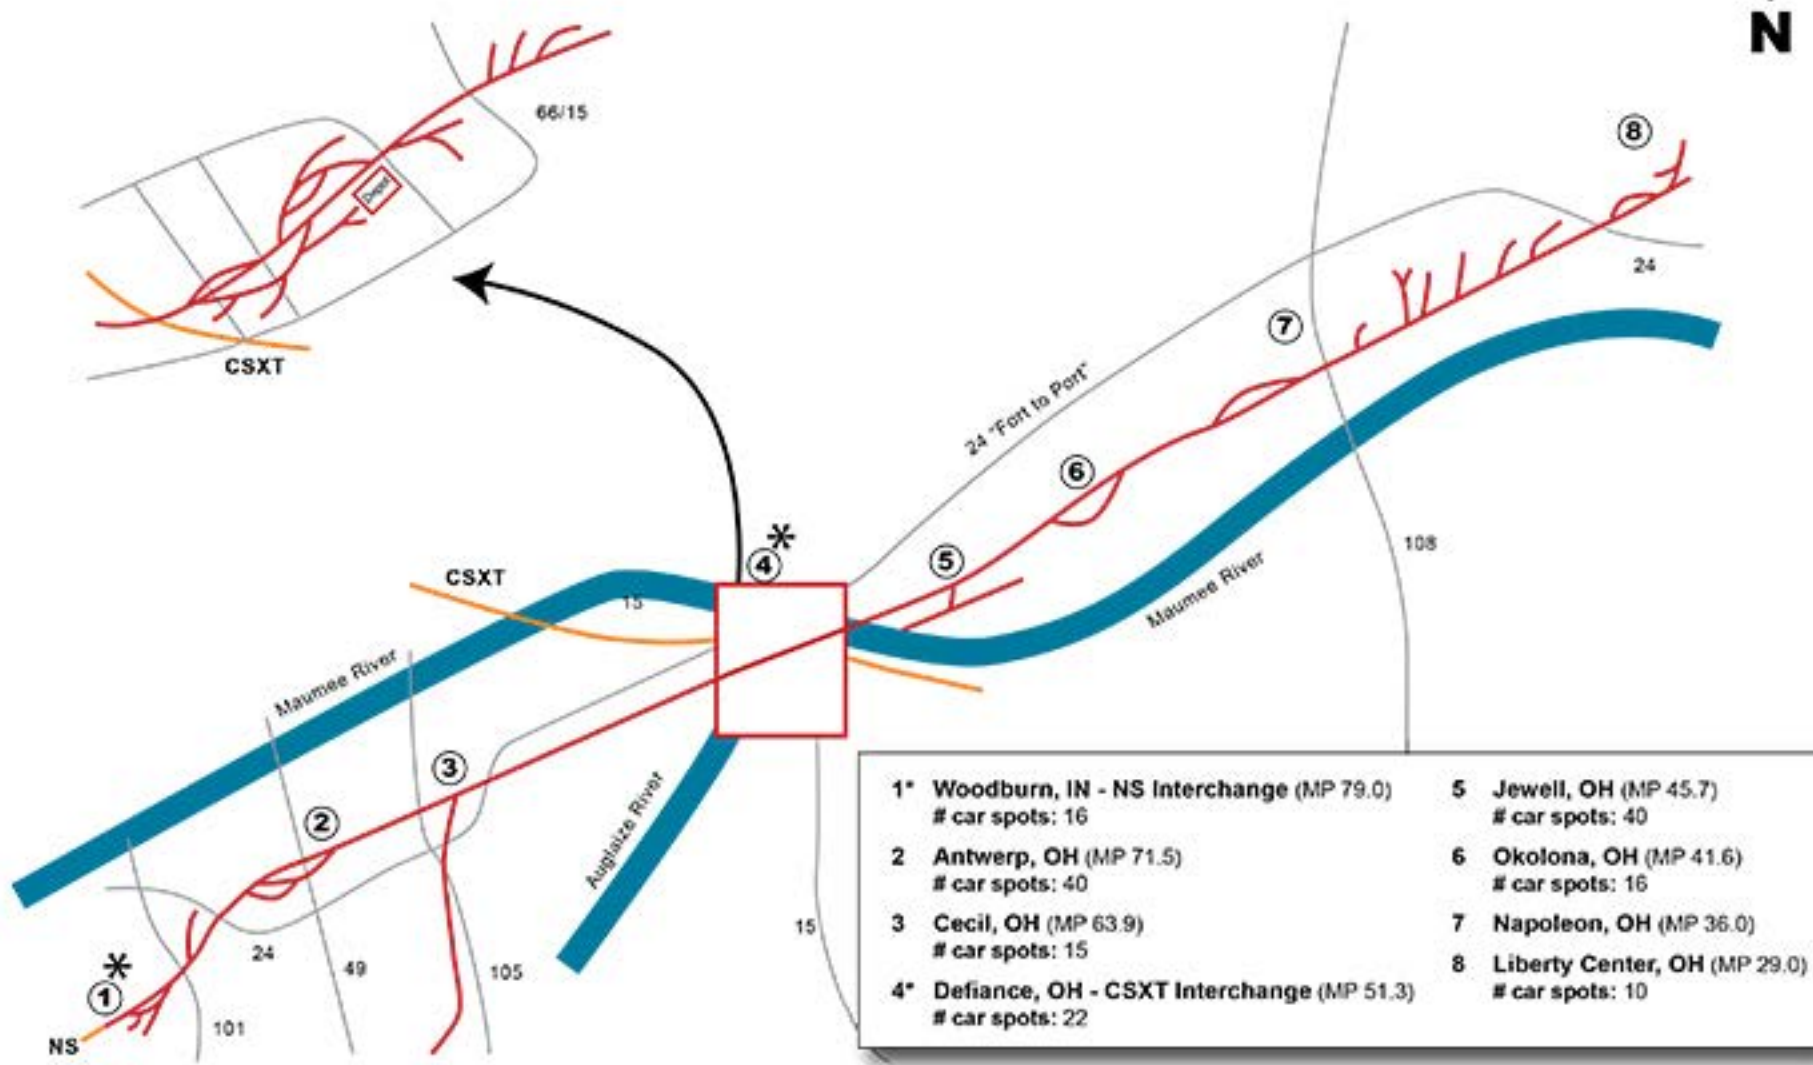 N
66/15
Depot
CSXT
8
24
7
24 "Fort to Port"
6
108
4*
5
CSXT
15
Maumee River
Maumee River
3
2
Auglaize River
15
24
49
105
*
1
101
NS
1* Woodburn, IN - NS Interchange (MP 79.0)
# car spots: 16
2 Antwerp, OH (MP 71.5)
# car spots: 40
3 Cecil, OH (MP 63.9)
# car spots: 15
4* Defiance, OH - CSXT Interchange (MP 51.3)
# car spots: 22
5 Jewell, OH (MP 45.7)
# car spots: 40
6 Okolona, OH (MP 41.6)
# car spots: 16
7 Napoleon, OH (MP 36.0)
8 Liberty Center, OH (MP 29.0)
# car spots: 10